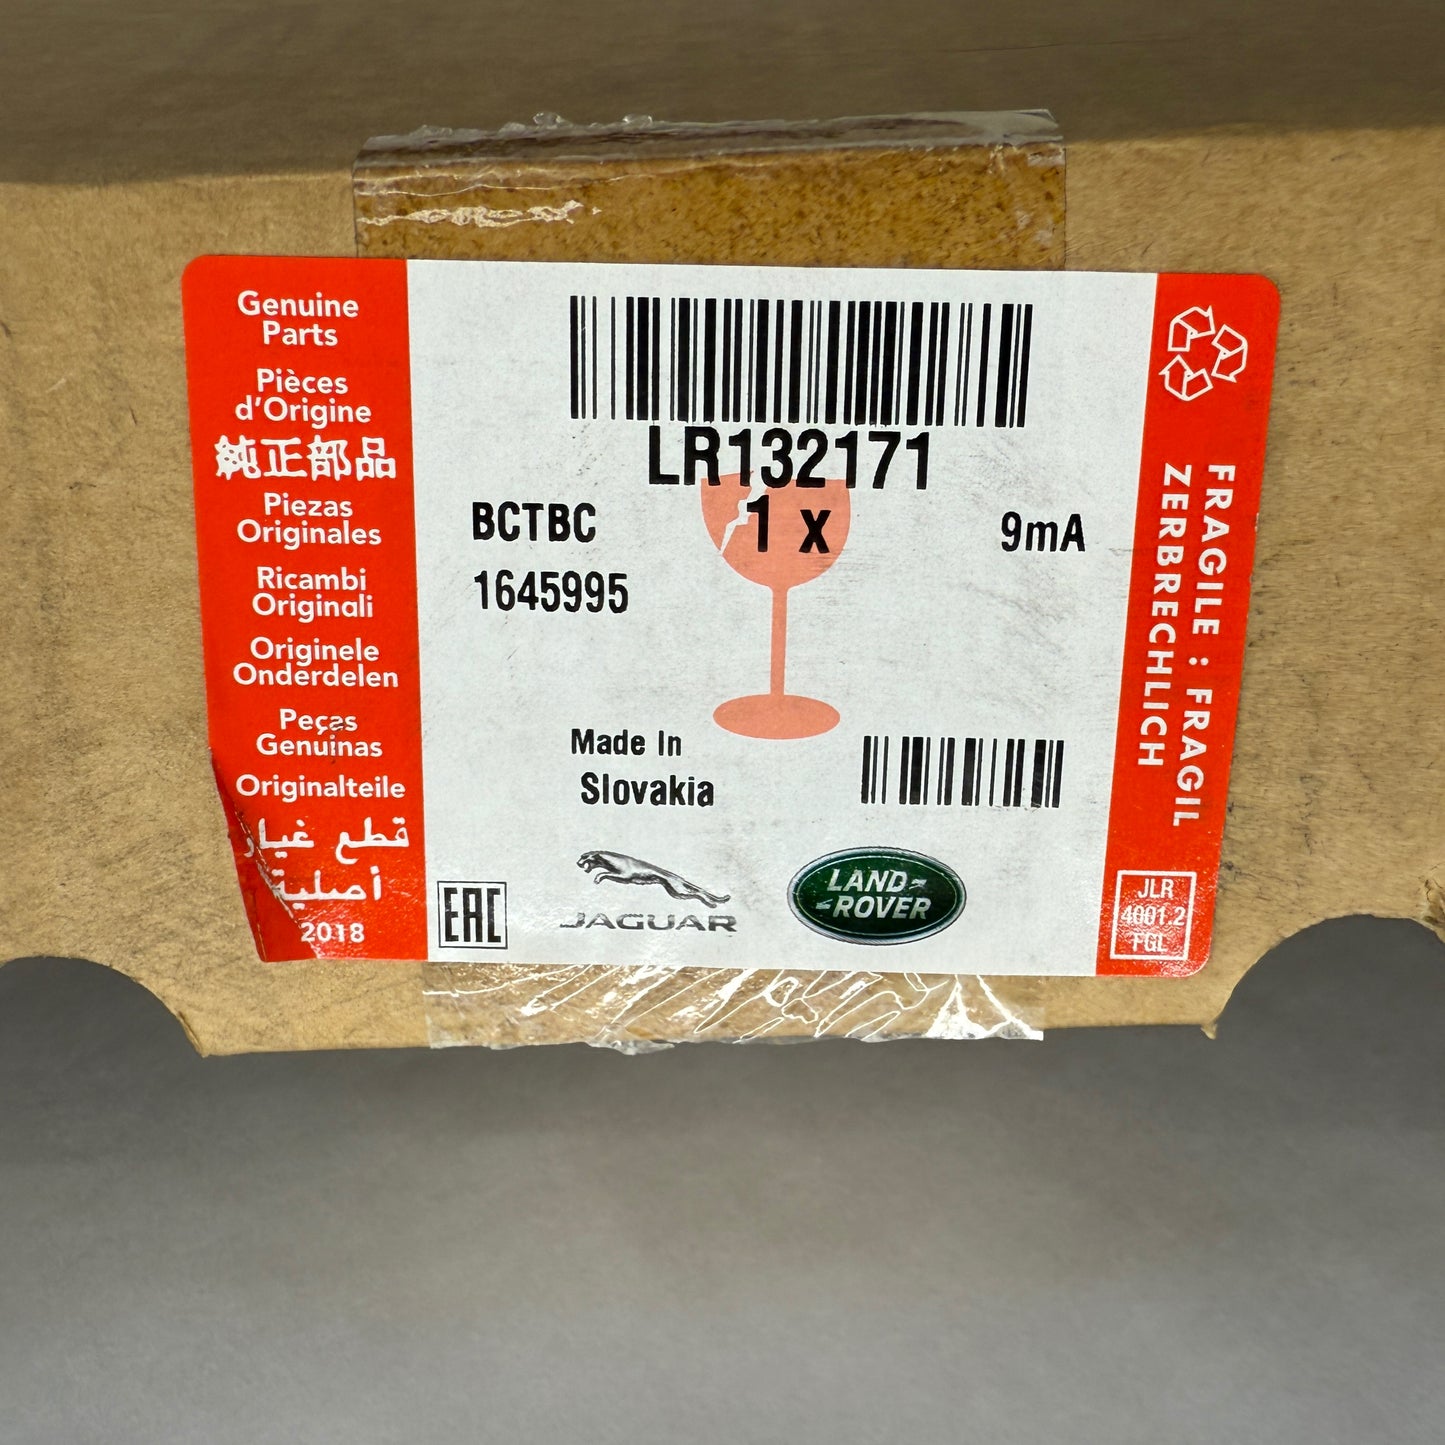 Genuine
Parts
Pièces
d'Origine
純正部品
Piezas
Originales
Ricambi
Originali
Originele
Onderdelen
Peças
Genuínas
Originalteile
قطع غيار
أصلية
2018
LR132171
BCTBC
1 x
9mA
1645995
Made In
Slovakia
EAC
JAGUAR
LAND-
-ROVER
FRAGILE : FRAGIL
ZERBRECHLICH
JLR
4001.2
FGL